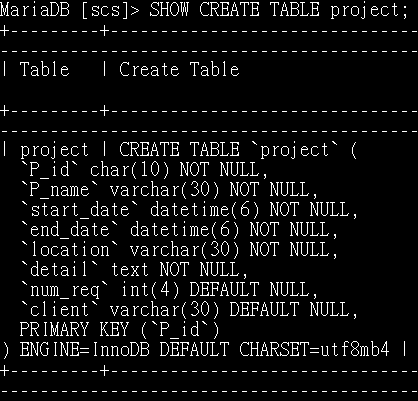 MariaDB [scs]> SHOW CREATE TABLE project;
+---------+--------------------------------
-------------------------------------------
| Table   | Create Table
+---------+--------------------------------
-------------------------------------------
| project | CREATE TABLE `project` (
  `P_id` char(10) NOT NULL,
  `P_name` varchar(30) NOT NULL,
  `start_date` datetime(6) NOT NULL,
  `end_date` datetime(6) NOT NULL,
  `location` varchar(30) NOT NULL,
  `detail` text NOT NULL,
  `num_req` int(4) DEFAULT NULL,
  `client` varchar(30) DEFAULT NULL,
  PRIMARY KEY (`P_id`)
) ENGINE=InnoDB DEFAULT CHARSET=utf8mb4 |
+---------+--------------------------------
-------------------------------------------